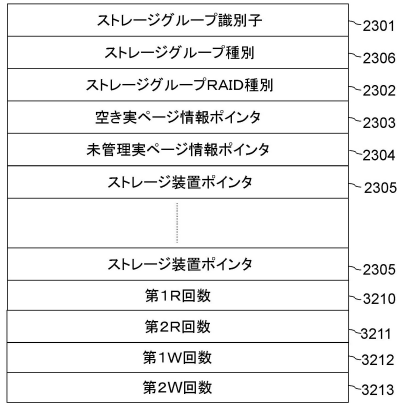 ストレージグループ識別子 2301
ストレージグループ種別 2306
ストレージグループRAID種別 2302
空き実ページ情報ポインタ 2303
未管理実ページ情報ポインタ 2304
ストレージ装置ポインタ 2305
ストレージ装置ポインタ 2305
第1R回数 3210
第2R回数 3211
第1W回数 3212
第2W回数 3213